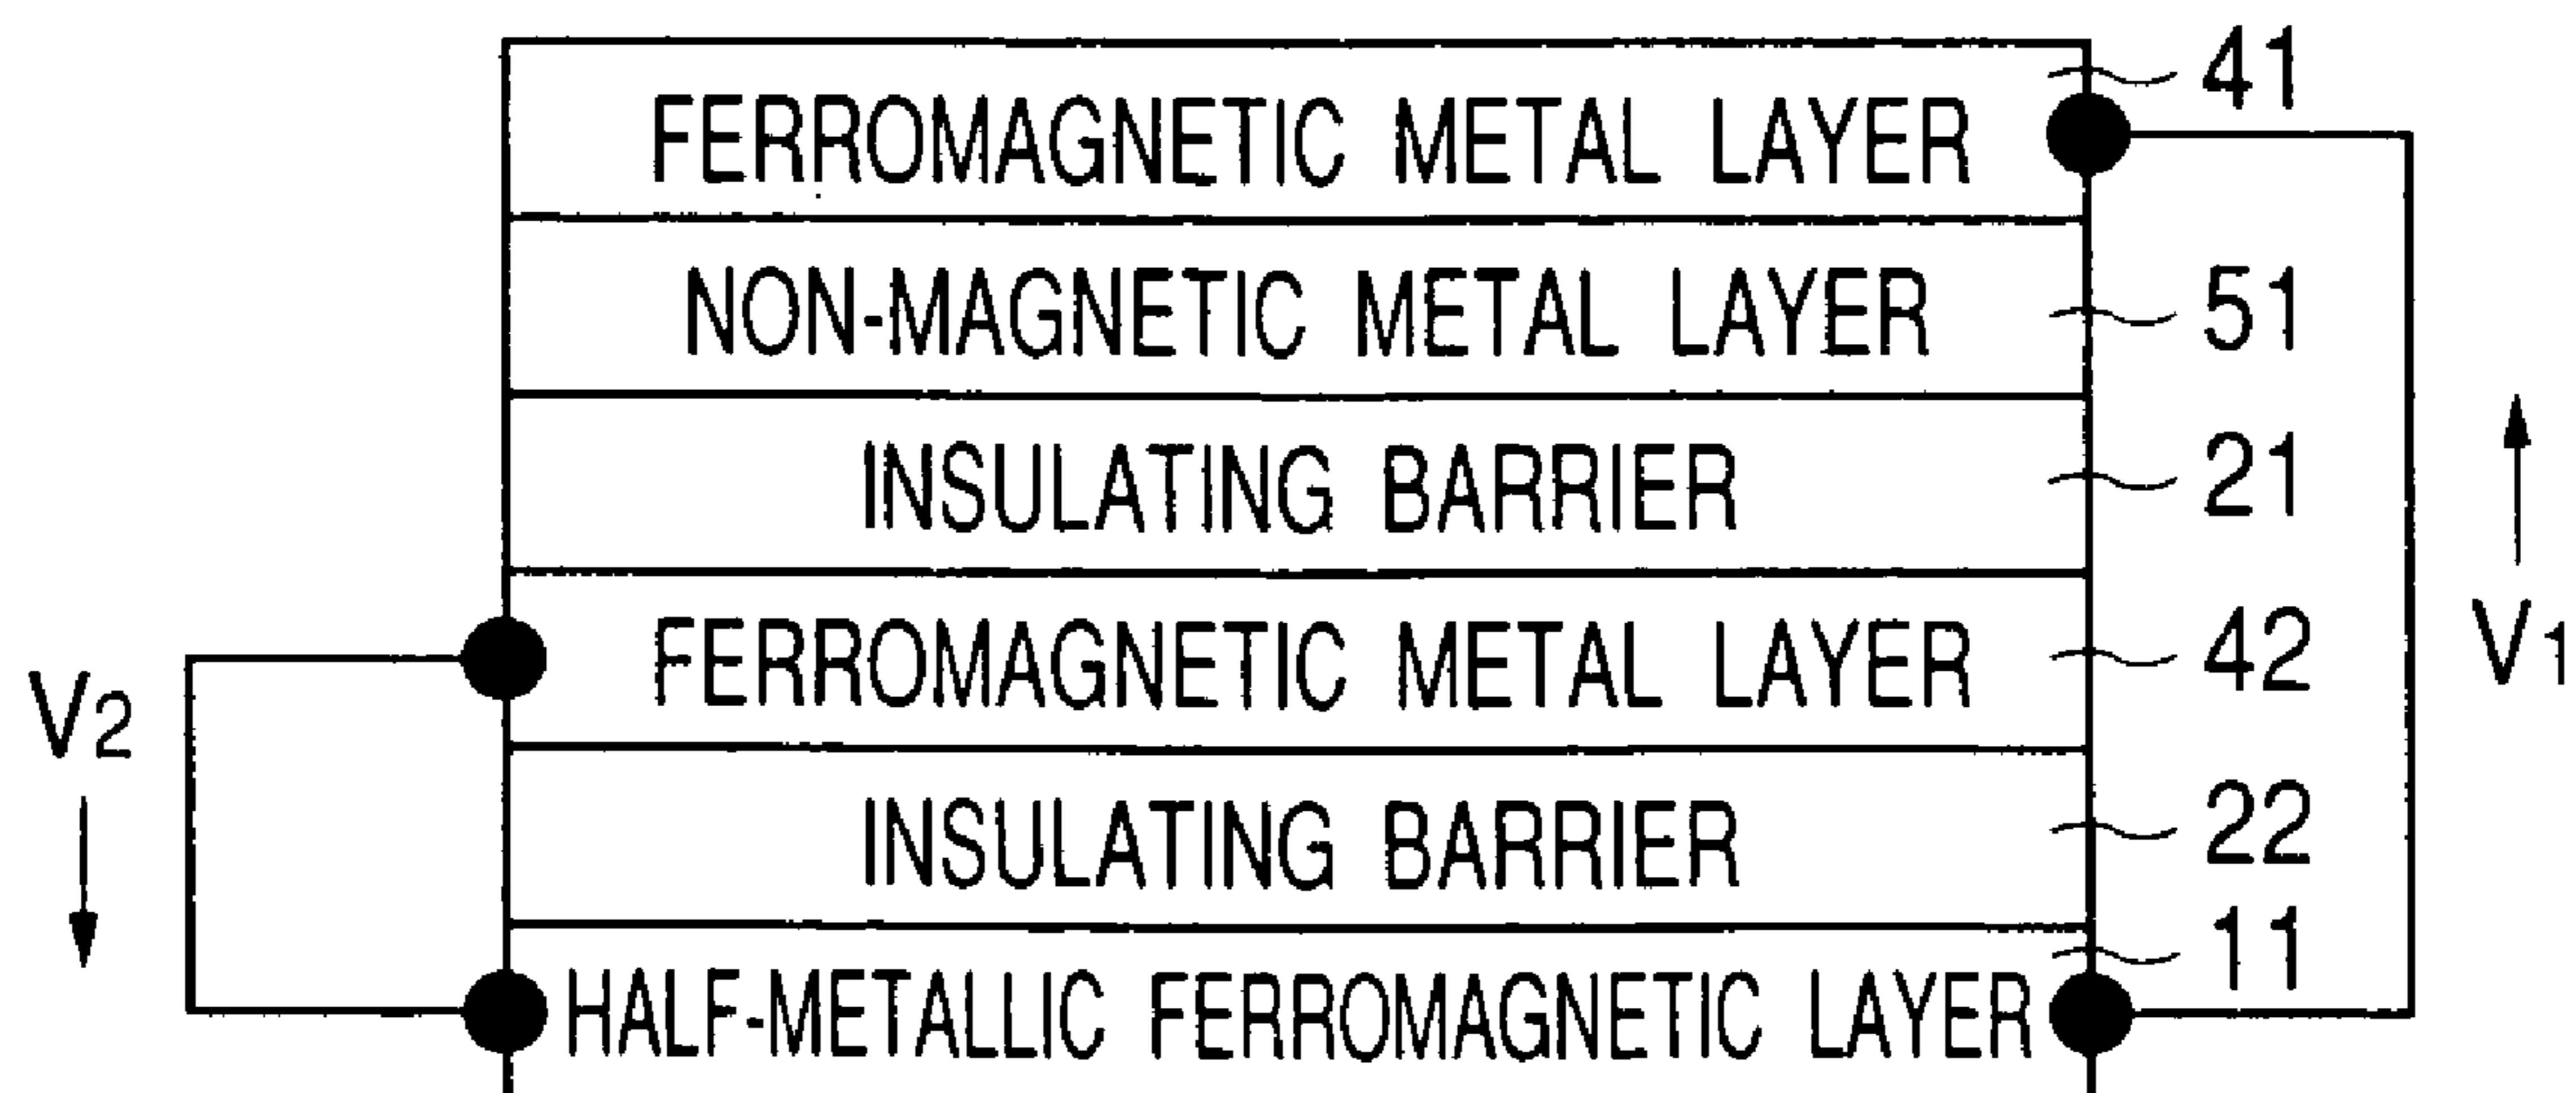 FERROMAGNETIC METAL LAYER 41
NON-MAGNETIC METAL LAYER 51
INSULATING BARRIER 21
FERROMAGNETIC METAL LAYER 42
V1
V2
INSULATING BARRIER 22
HALF-METALLIC FERROMAGNETIC LAYER 11